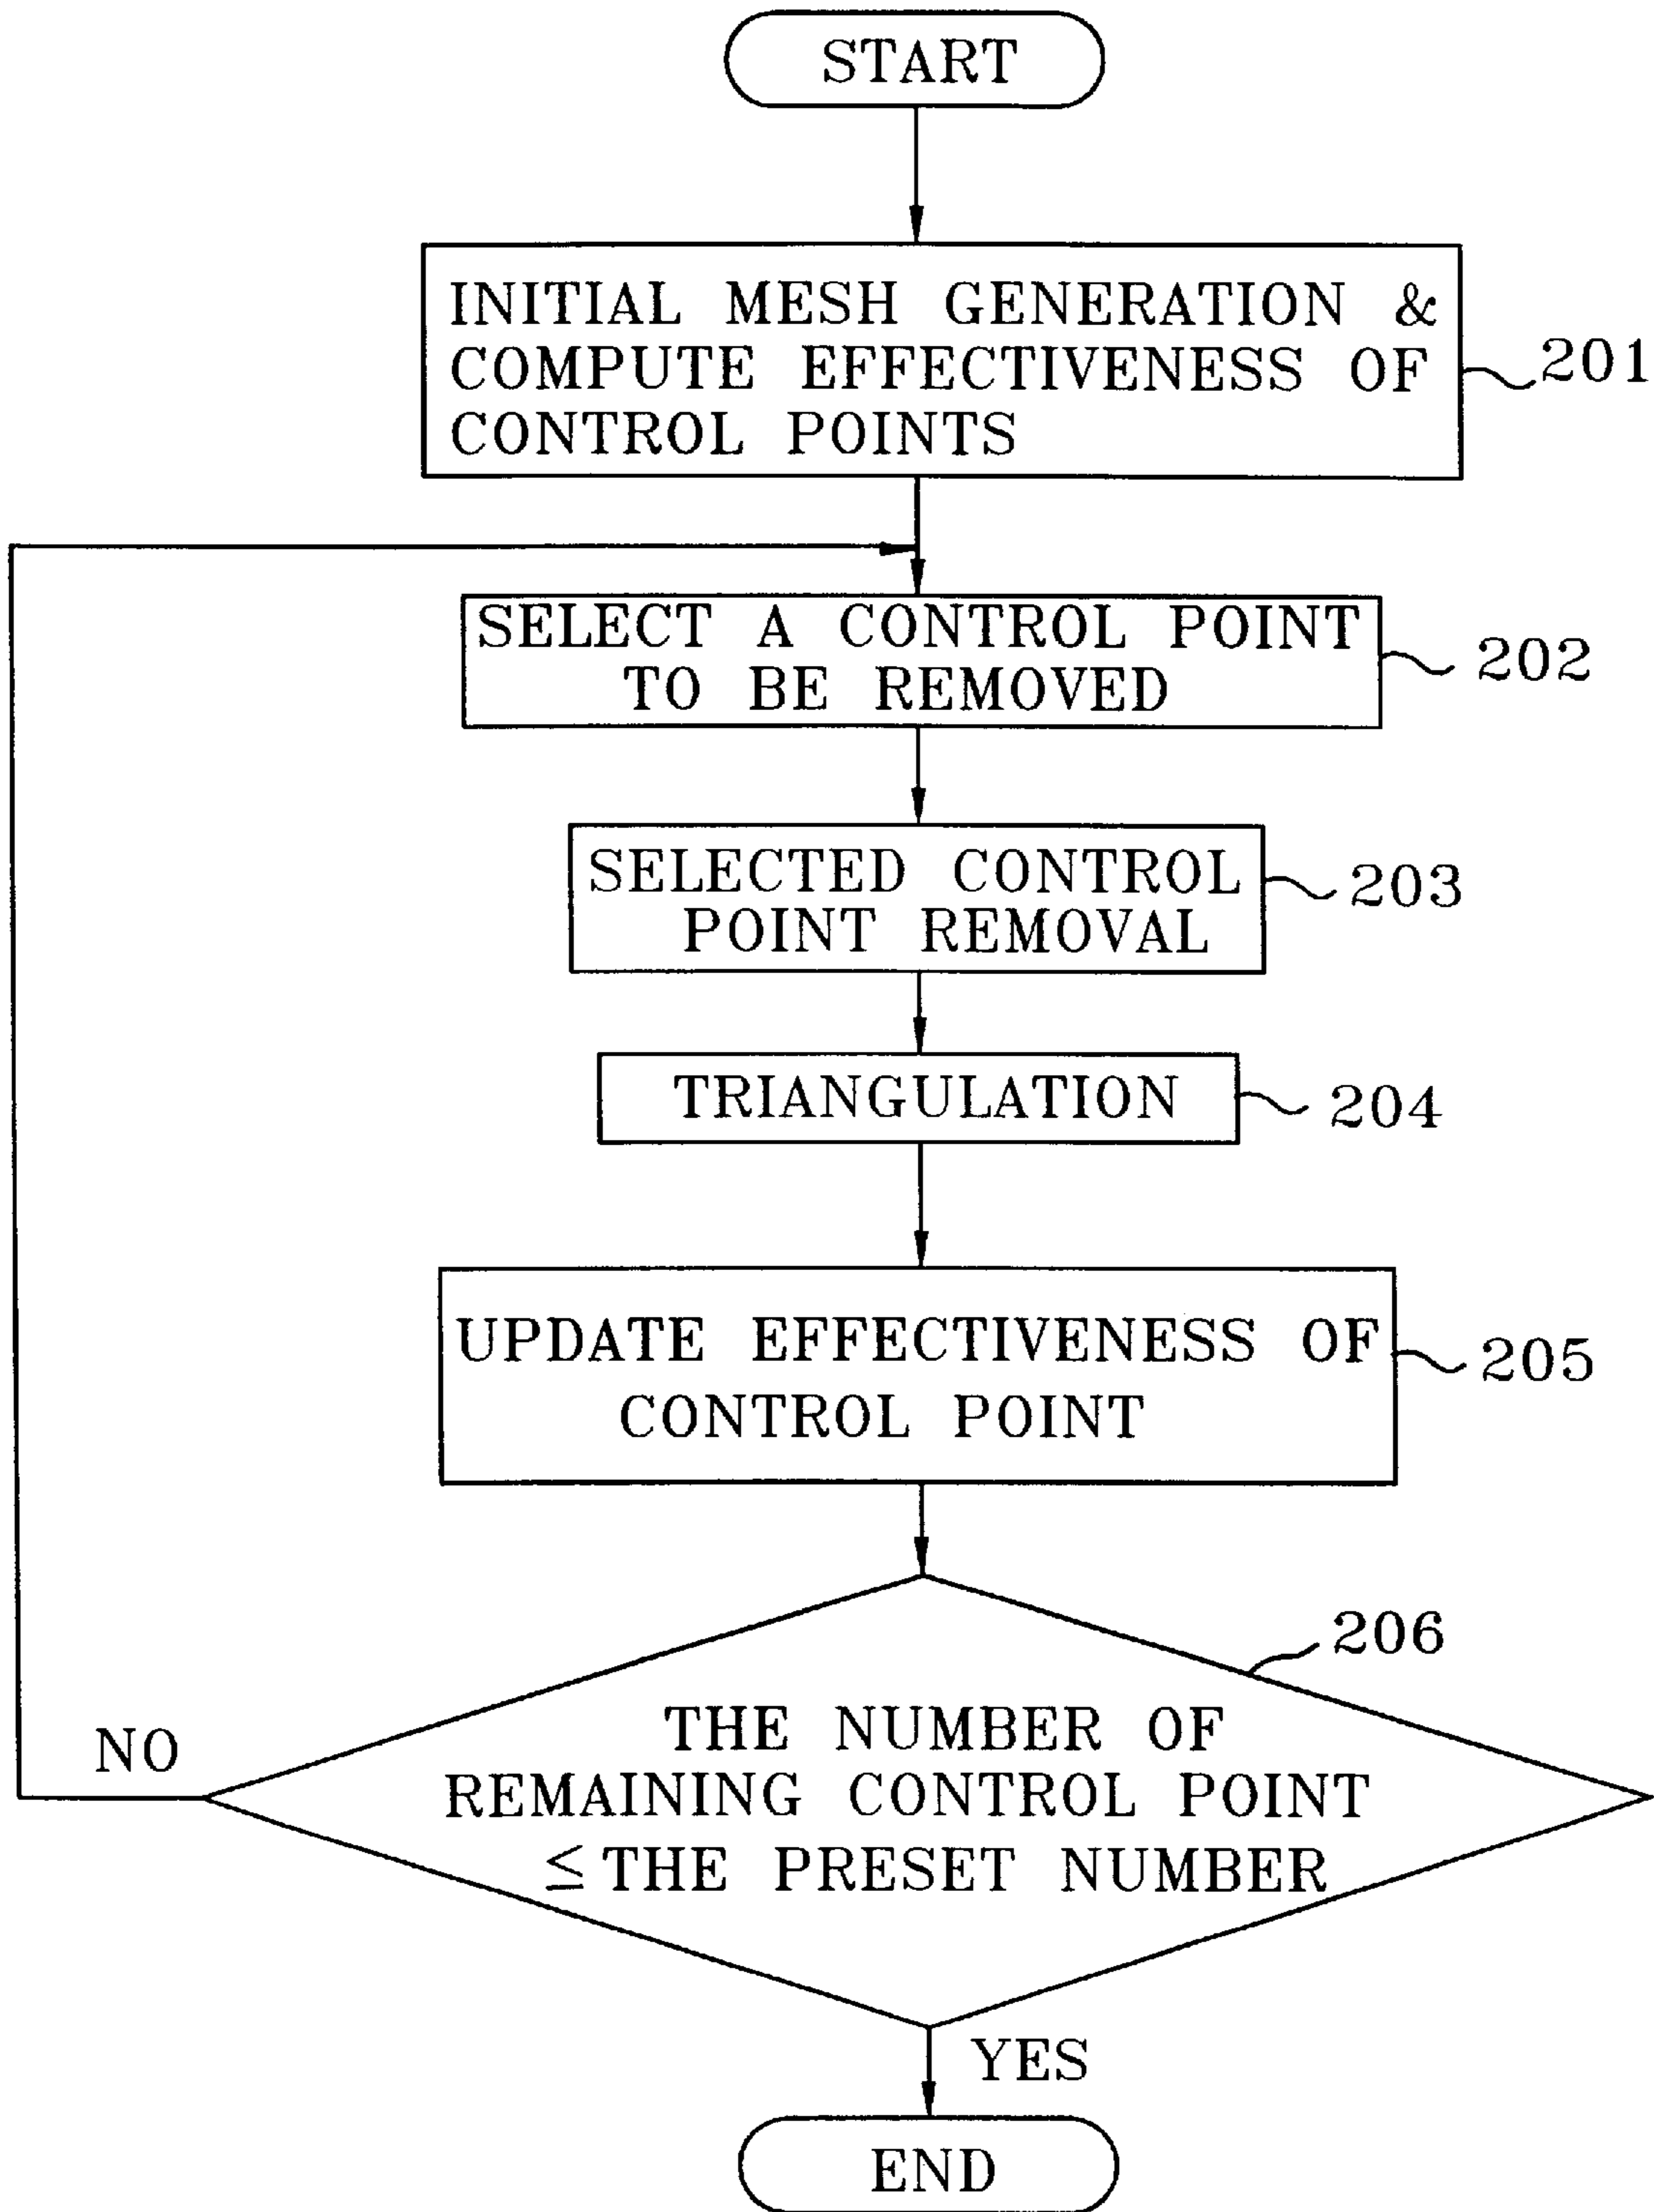 START
INITIAL MESH GENERATION &
COMPUTE EFFECTIVENESS OF
CONTROL POINTS
201
SELECT A CONTROL POINT
TO BE REMOVED
202
SELECTED CONTROL
POINT REMOVAL
203
TRIANGULATION
204
UPDATE EFFECTIVENESS OF
CONTROL POINT
205
206
THE NUMBER OF
REMAINING CONTROL POINT
≤ THE PRESET NUMBER
NO
YES
END